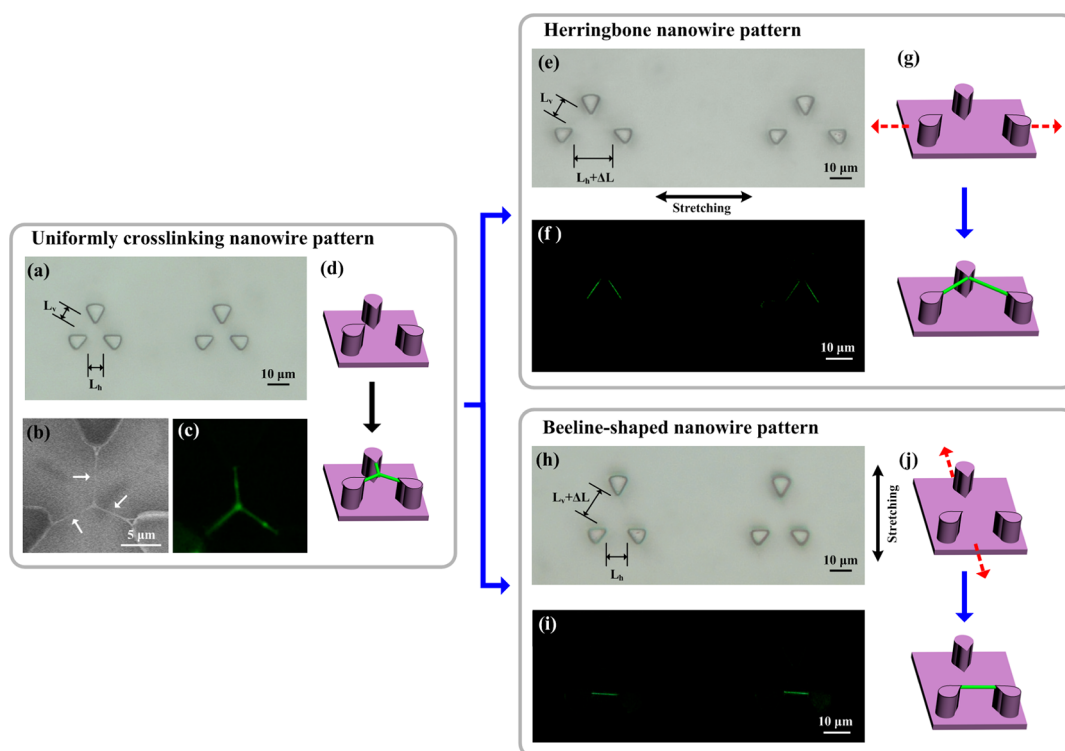 Herringbone nanowire pattern
(e)
(g)
Lv
Lh+ΔL
10 μm
Stretching
(f )
10 μm
Uniformly crosslinking nanowire pattern
(a)
(d)
Lv
Lh
10 μm
(b)
(c)
5 μm
Beeline-shaped nanowire pattern
(h)
(j)
Lv+ΔL
Lh
10 μm
Stretching
(i)
10 μm